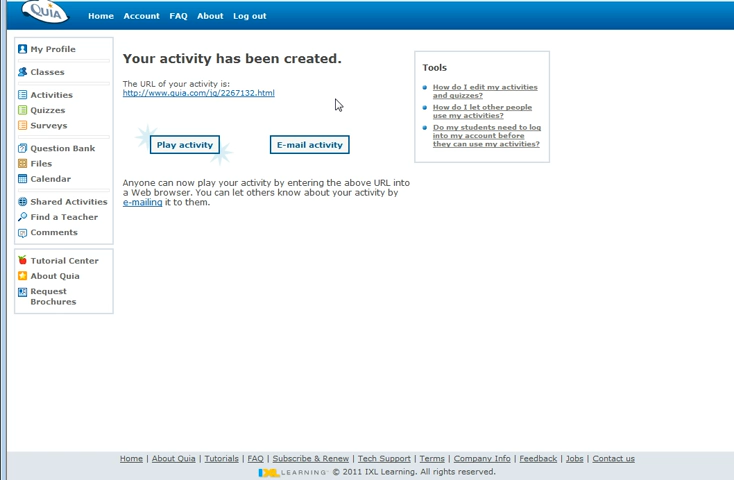 QUIA
Home Account FAQ About Log out
My Profile
Classes
Activities
Quizzes
Surveys
Question Bank
Files
Calendar
Shared Activities
Find a Teacher
Comments
Tutorial Center
About Quia
Request
Brochures
Your activity has been created.
The URL of your activity is:
http://www.quia.com/jq/2267132.html
Play activity E-mail activity
Anyone can now play your activity by entering the above URL into
a Web browser. You can let others know about your activity by
e-mailing it to them.
Tools
How do I edit my activities
and quizzes?
How do I let other people
use my activities?
Do my students need to log
into my account before
they can use my activities?
Home | About Quia | Tutorials | FAQ | Subscribe & Renew | Tech Support | Terms | Company Info | Feedback | Jobs | Contact us
IXL LEARNING © 2011 IXL Learning. All rights reserved.